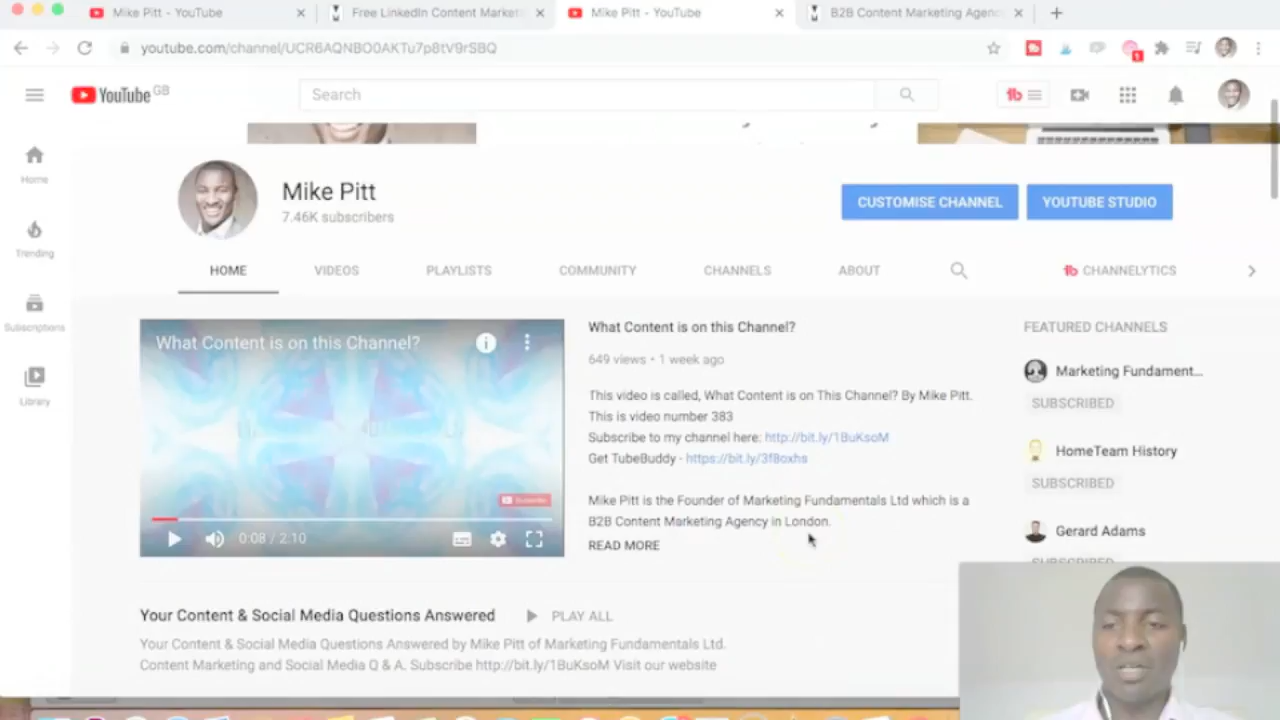 Mike Pitt - YouTube
Free LinkedIn Content Market
Mike Pitt - YouTube
B2B Content Marketing Agenc
youtube.com/channel/UCR6AQNBO0AKTu7p8tV9rSBQ
1
YouTube GB
Search
tb
Home
Trending
Subscriptions
Library
Mike Pitt
7.46K subscribers
CUSTOMISE CHANNEL
YOUTUBE STUDIO
HOME
VIDEOS
PLAYLISTS
COMMUNITY
CHANNELS
ABOUT
tb CHANNELYTICS
What Content is on this Channel?
0:08 / 2:10
What Content is on this Channel?
649 views • 1 week ago
This video is called, What Content is on This Channel? By Mike Pitt.
This is video number 383
Subscribe to my channel here: http://bit.ly/1BuKsoM
Get TubeBuddy - https://bit.ly/3f8oxhs
Mike Pitt is the Founder of Marketing Fundamentals Ltd which is a
B2B Content Marketing Agency in London.
READ MORE
FEATURED CHANNELS
Marketing Fundament...
SUBSCRIBED
HomeTeam History
SUBSCRIBED
Gerard Adams
SUBSCRIBED
Your Content & Social Media Questions Answered
PLAY ALL
Your Content & Social Media Questions Answered by Mike Pitt of Marketing Fundamentals Ltd.
Content Marketing and Social Media Q & A. Subscribe http://bit.ly/1BuKsoM Visit our website